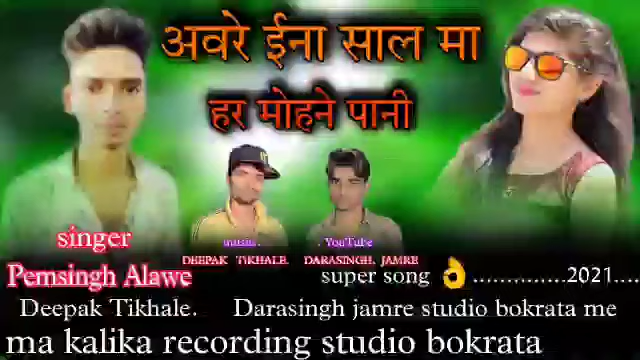 अवरे ईना साल मा
हर मोहने पानी
singer
Pemsingh Alawe
music..
DEEPAK TIKHALE.
. YouTube
DARASINGH. JAMRE
super song 👌..............2021....
Deepak Tikhale. Darasingh jamre studio bokrata me
ma kalika recording studio bokrata